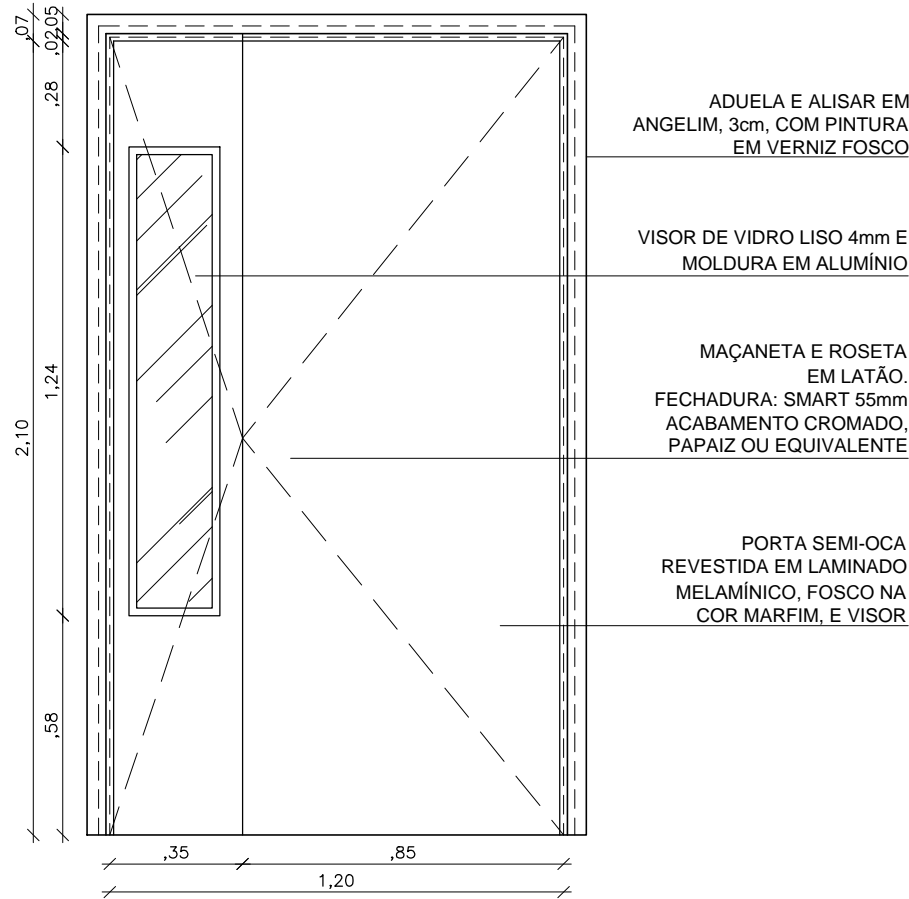 ,07
,05
,02
,28
1,24
2,10
,58
ADUELA E ALISAR EM
ANGELIM, 3cm, COM PINTURA
EM VERNIZ FOSCO
VISOR DE VIDRO LISO 4mm E
MOLDURA EM ALUMÍNIO
MAÇANETA E ROSETA
EM LATÃO.
FECHADURA: SMART 55mm
ACABAMENTO CROMADO,
PAPAIZ OU EQUIVALENTE
PORTA SEMI-OCA
REVESTIDA EM LAMINADO
MELAMÍNICO, FOSCO NA
COR MARFIM, E VISOR
,35
,85
1,20